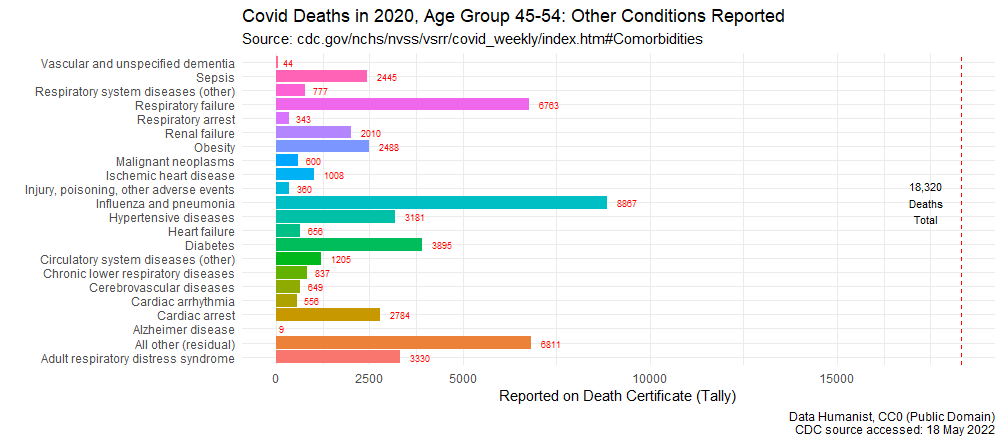 Covid Deaths in 2020, Age Group 45-54: Other Conditions Reported
Source: cdc.gov/nchs/nvss/vsrr/covid_weekly/index.htm#Comorbidities
Vascular and unspecified dementia 44
Sepsis 2445
Respiratory system diseases (other) 777
Respiratory failure 6763
Respiratory arrest 343
Renal failure 2010
Obesity 2488
Malignant neoplasms 600
Ischemic heart disease 1008
Injury, poisoning, other adverse events 360
Influenza and pneumonia 8867
Hypertensive diseases 3181
Heart failure 656
Diabetes 3895
Circulatory system diseases (other) 1205
Chronic lower respiratory diseases 837
Cerebrovascular diseases 649
Cardiac arrhythmia 556
Cardiac arrest 2784
Alzheimer disease 9
All other (residual) 6811
Adult respiratory distress syndrome 3330
18,320
Deaths
Total
0 2500 5000 10000 15000
Reported on Death Certificate (Tally)
Data Humanist, CC0 (Public Domain)
CDC source accessed: 18 May 2022